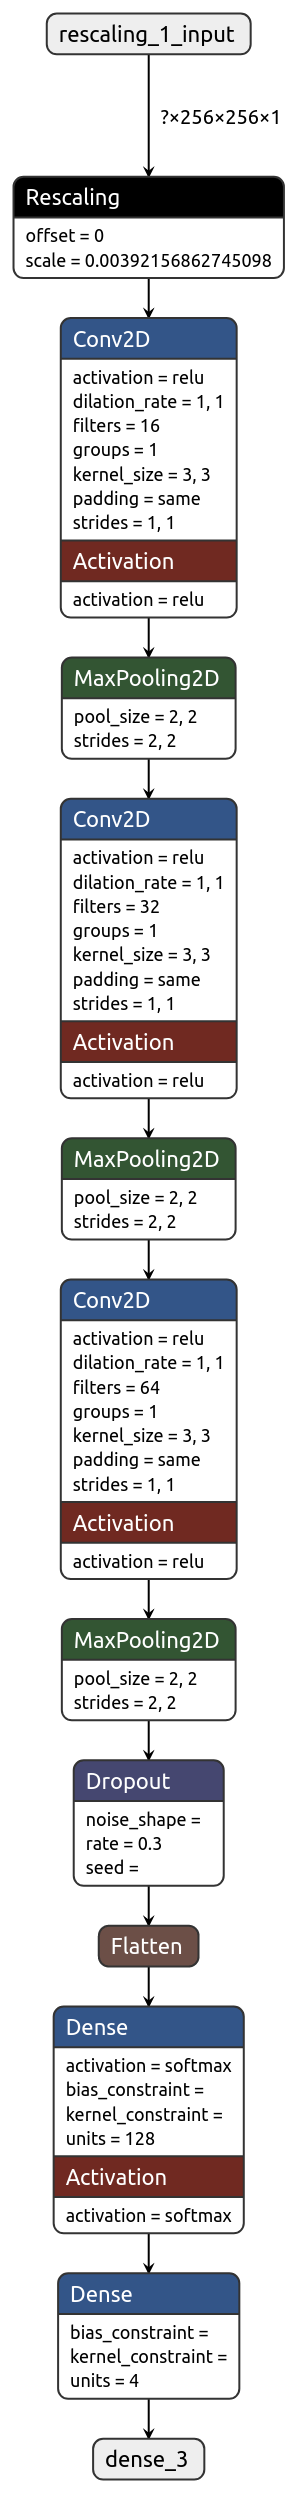 rescaling_1_input
?×256×256×1
Rescaling
offset = 0
scale = 0.00392156862745098
Conv2D
activation = relu
dilation_rate = 1, 1
filters = 16
groups = 1
kernel_size = 3, 3
padding = same
strides = 1, 1
Activation
activation = relu
MaxPooling2D
pool_size = 2, 2
strides = 2, 2
Conv2D
activation = relu
dilation_rate = 1, 1
filters = 32
groups = 1
kernel_size = 3, 3
padding = same
strides = 1, 1
Activation
activation = relu
MaxPooling2D
pool_size = 2, 2
strides = 2, 2
Conv2D
activation = relu
dilation_rate = 1, 1
filters = 64
groups = 1
kernel_size = 3, 3
padding = same
strides = 1, 1
Activation
activation = relu
MaxPooling2D
pool_size = 2, 2
strides = 2, 2
Dropout
noise_shape =
rate = 0.3
seed =
Flatten
Dense
activation = softmax
bias_constraint =
kernel_constraint =
units = 128
Activation
activation = softmax
Dense
bias_constraint =
kernel_constraint =
units = 4
dense_3